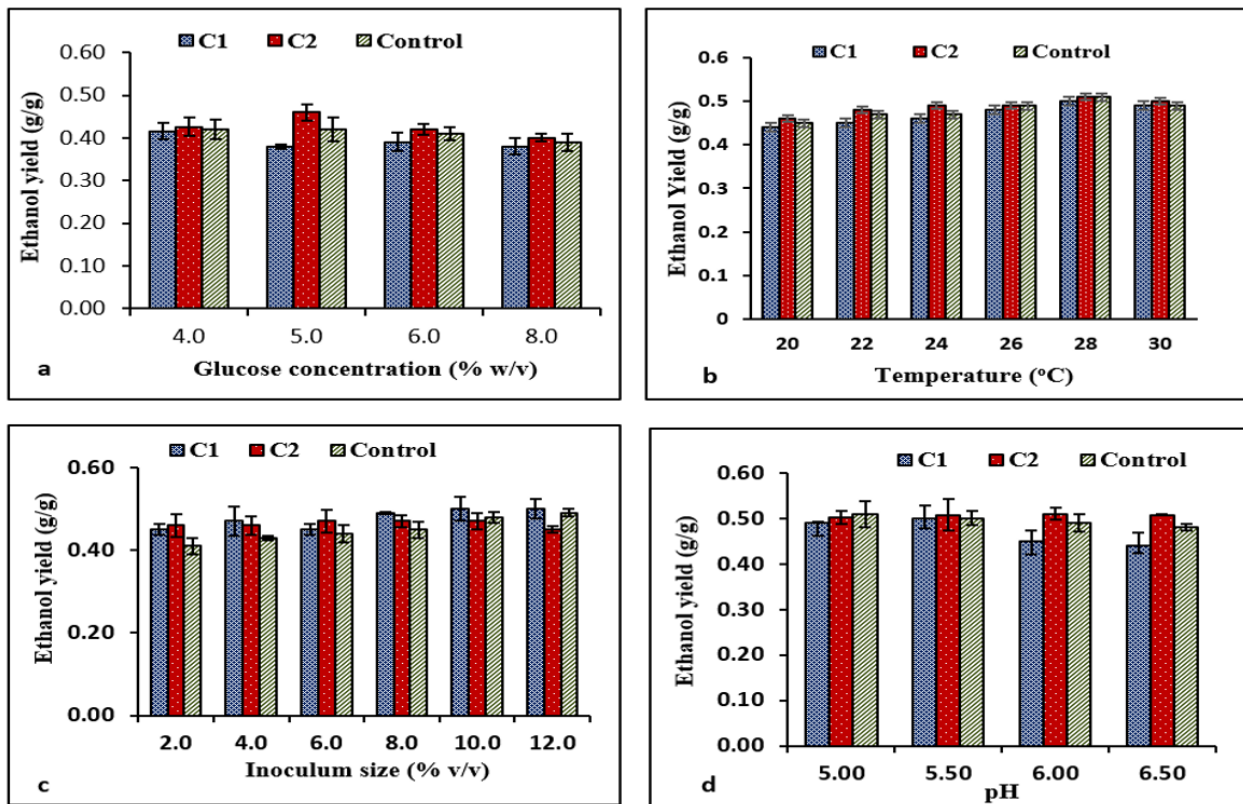 C1 C2 Control
Ethanol yield (g/g)
0.60
0.50
0.40
0.30
0.20
0.10
0.00
4.0 5.0 6.0 8.0
a
Glucose concentration (% w/v)
C1 C2 Control
Ethanol Yield (g/g)
0.6
0.5
0.4
0.3
0.2
0.1
0
20 22 24 26 28 30
b
Temperature (°C)
C1 C2 Control
Ethanol yield (g/g)
0.60
0.40
0.20
0.00
2.0 4.0 6.0 8.0 10.0 12.0
c
Inoculum size (% v/v)
C1 C2 Control
Ethanol yield (g/g)
0.60
0.50
0.40
0.30
0.20
0.10
0.00
5.00 5.50 6.00 6.50
d
pH